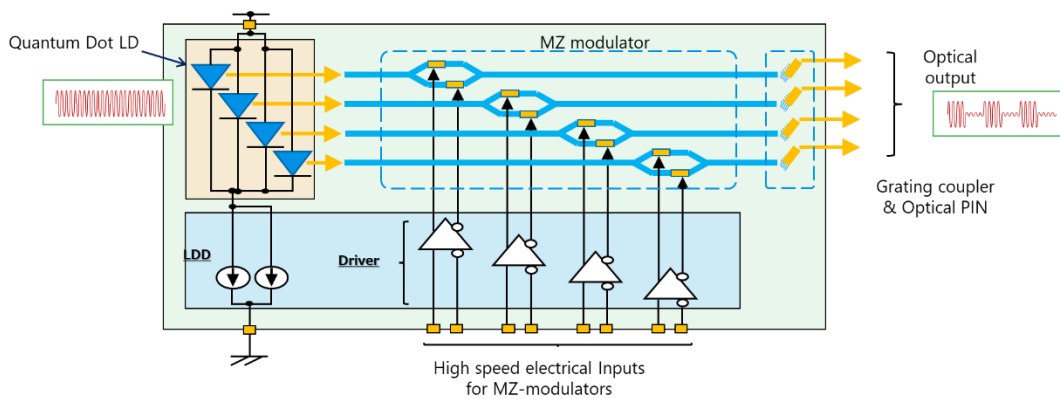 Quantum Dot LD
MZ modulator
Optical
output
Grating coupler
& Optical PIN
LDD
Driver
High speed electrical Inputs
for MZ-modulators